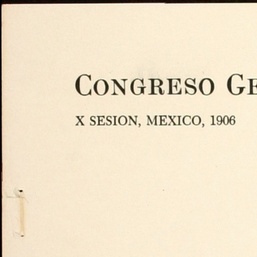 CONGRESO GE
X SESION, MEXICO, 1906